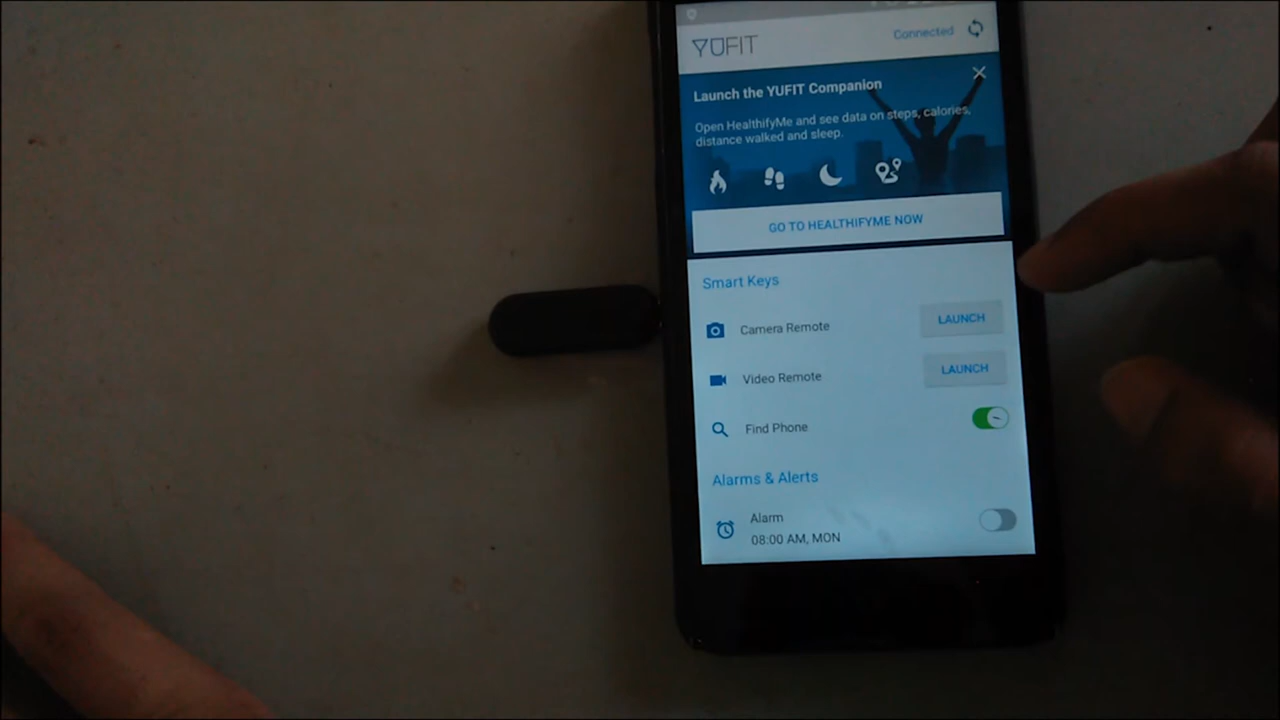 YUFIT
Connected
Launch the YUFIT Companion
Open HealthifyMe and see data on steps, calories,
distance walked and sleep.
GO TO HEALTHIFYME NOW
Smart Keys
Camera Remote
LAUNCH
Video Remote
LAUNCH
Find Phone
Alarms & Alerts
Alarm
08:00 AM, MON